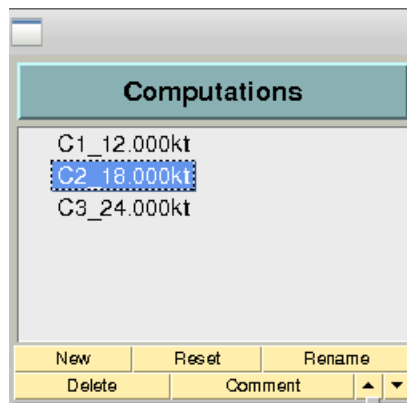 Computations
C1_12.000kt
C2_18.000kt
C3_24.000kt
New Reset Rename
Delete Comment